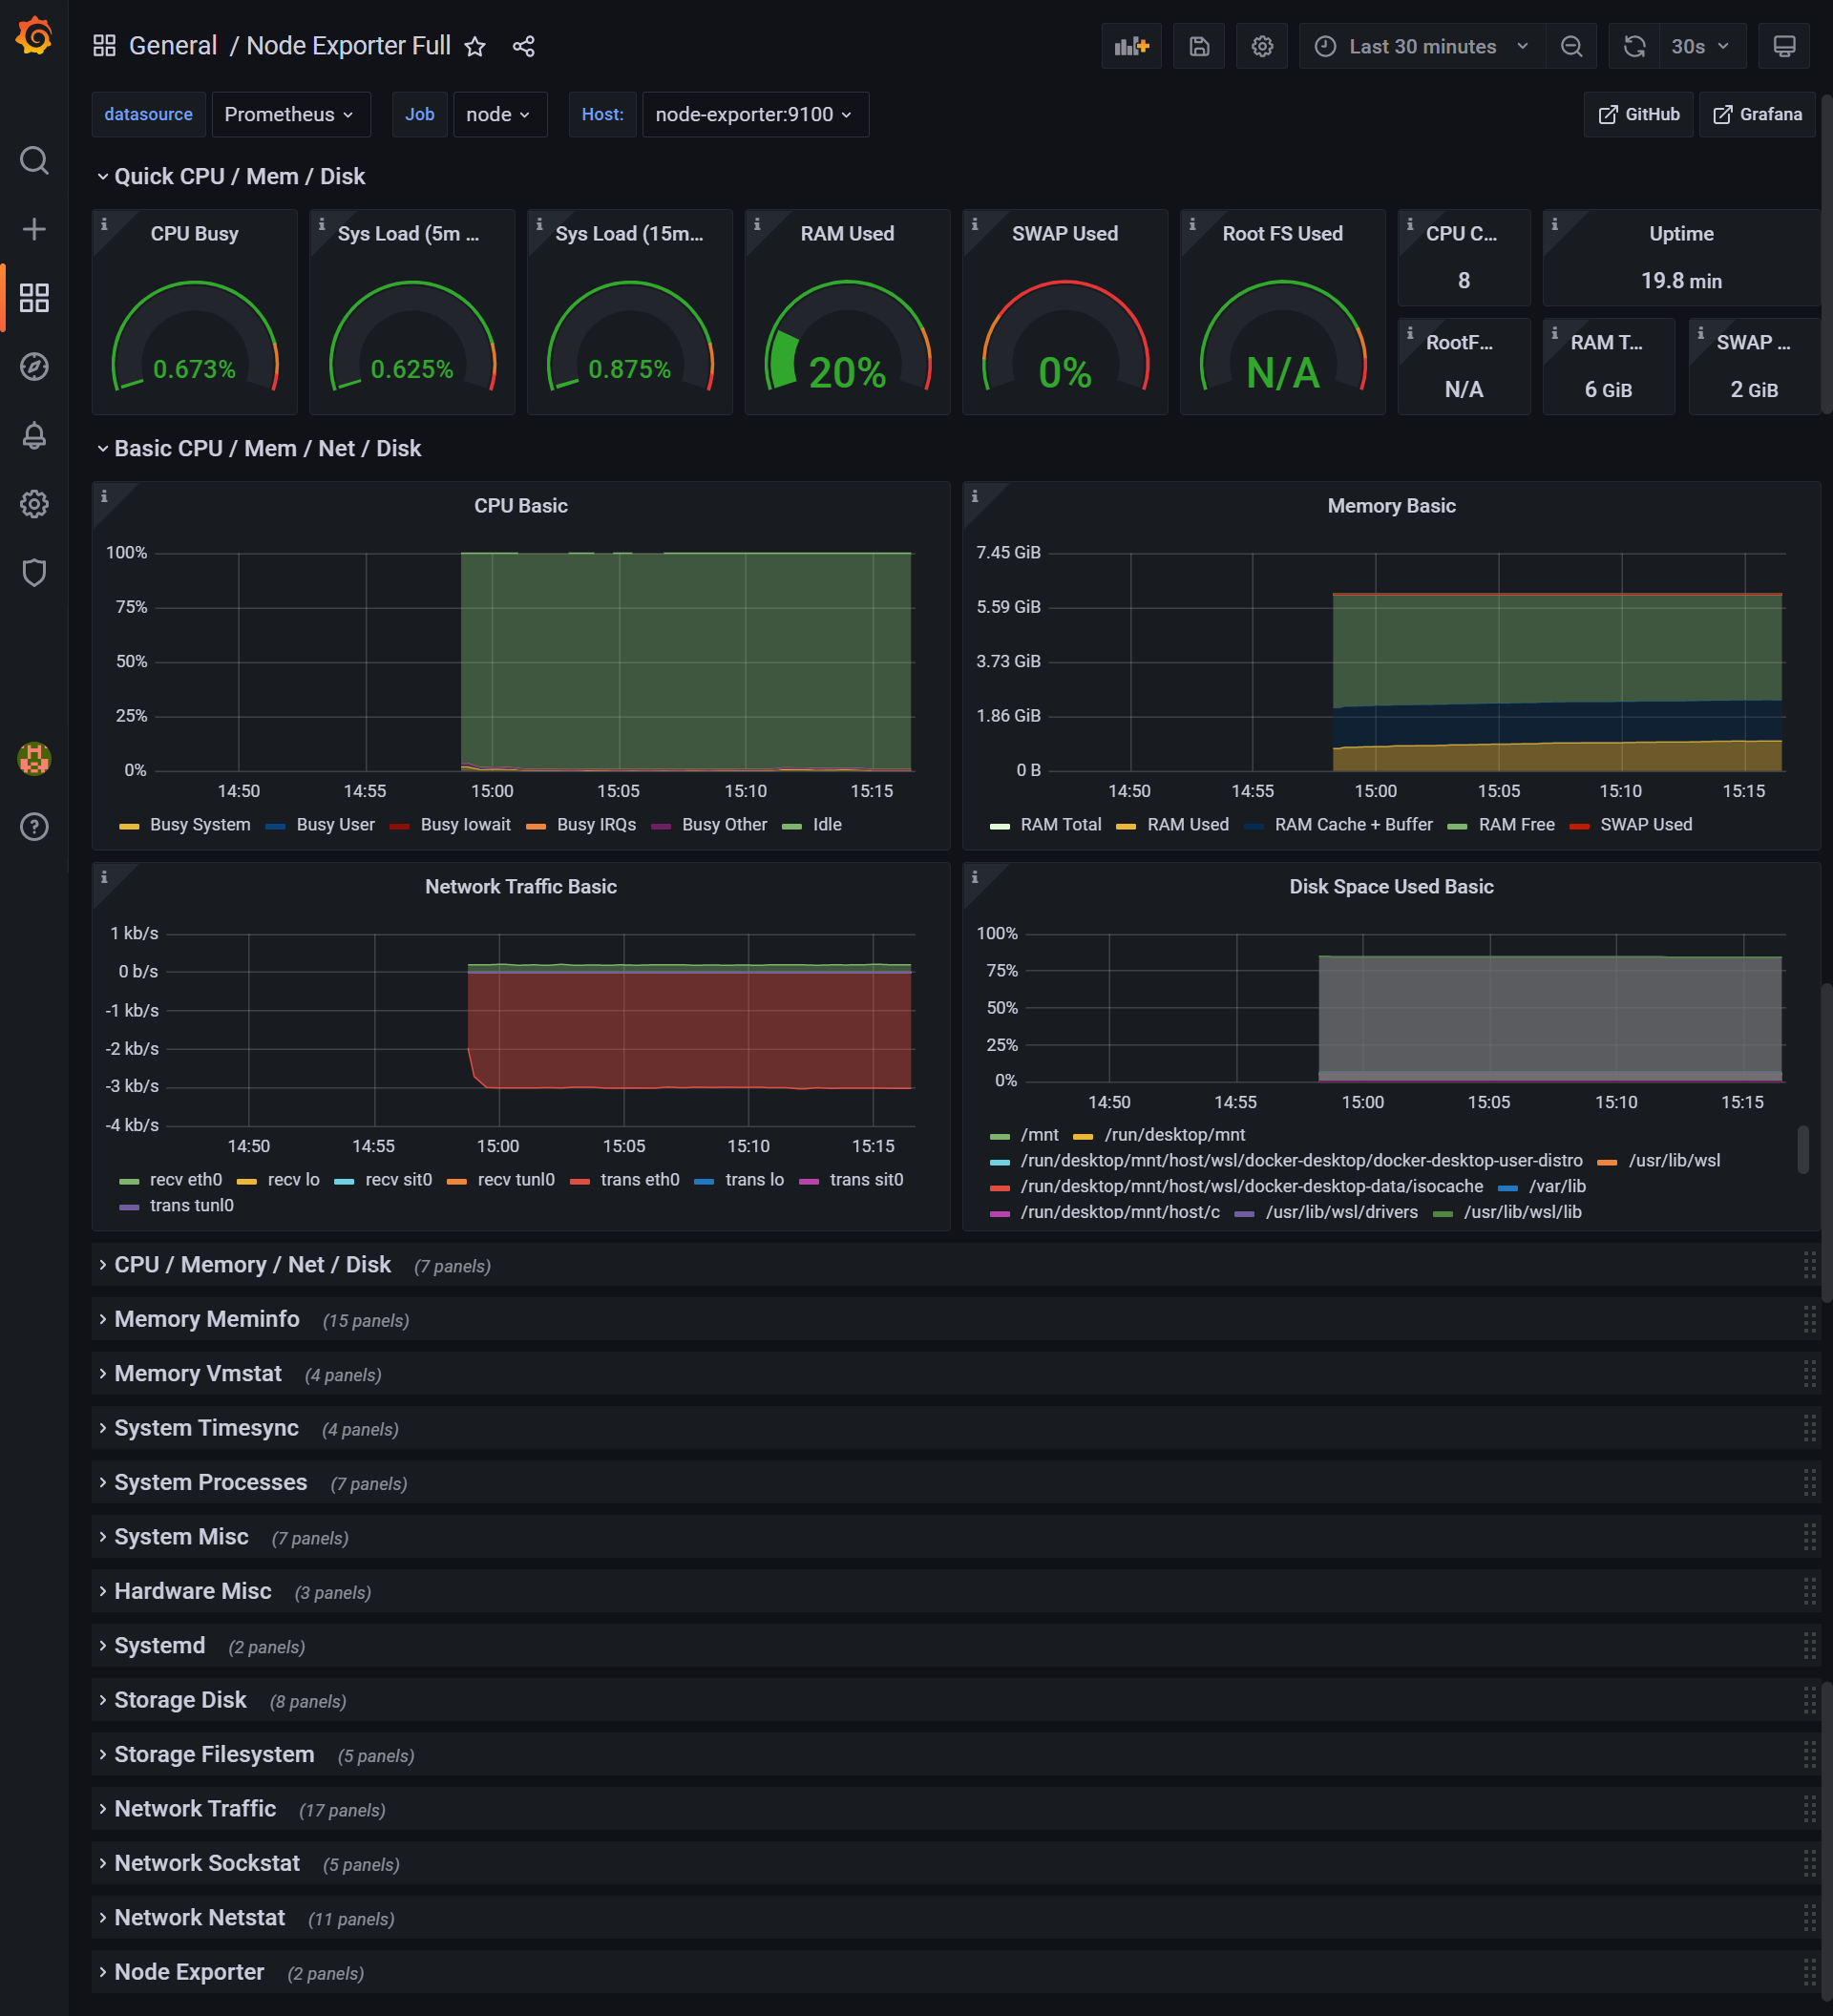 General / Node Exporter Full
Last 30 minutes
30s
datasource Prometheus Job node Host: node-exporter:9100
GitHub Grafana
Quick CPU / Mem / Disk
CPU Busy
0.673%
Sys Load (5m ...
0.625%
Sys Load (15m...
0.875%
RAM Used
20%
SWAP Used
0%
Root FS Used
N/A
CPU C...
8
Uptime
19.8 min
RootF...
N/A
RAM T...
6 GiB
SWAP ...
2 GiB
Basic CPU / Mem / Net / Disk
CPU Basic
100%
75%
50%
25%
0%
14:50 14:55 15:00 15:05 15:10 15:15
Busy System Busy User Busy Iowait Busy IRQs Busy Other Idle
Memory Basic
7.45 GiB
5.59 GiB
3.73 GiB
1.86 GiB
0 B
14:50 14:55 15:00 15:05 15:10 15:15
RAM Total RAM Used RAM Cache + Buffer RAM Free SWAP Used
Network Traffic Basic
1 kb/s
0 b/s
-1 kb/s
-2 kb/s
-3 kb/s
-4 kb/s
14:50 14:55 15:00 15:05 15:10 15:15
recv eth0 recv lo recv sit0 recv tunl0 trans eth0 trans lo trans sit0
trans tunl0
Disk Space Used Basic
100%
75%
50%
25%
0%
14:50 14:55 15:00 15:05 15:10 15:15
/mnt /run/desktop/mnt
/run/desktop/mnt/host/wsl/docker-desktop/docker-desktop-user-distro /usr/lib/wsl
/run/desktop/mnt/host/wsl/docker-desktop-data/isocache /var/lib
/run/desktop/mnt/host/c /usr/lib/wsl/drivers /usr/lib/wsl/lib
CPU / Memory / Net / Disk (7 panels)
Memory Meminfo (15 panels)
Memory Vmstat (4 panels)
System Timesync (4 panels)
System Processes (7 panels)
System Misc (7 panels)
Hardware Misc (3 panels)
Systemd (2 panels)
Storage Disk (8 panels)
Storage Filesystem (5 panels)
Network Traffic (17 panels)
Network Sockstat (5 panels)
Network Netstat (11 panels)
Node Exporter (2 panels)